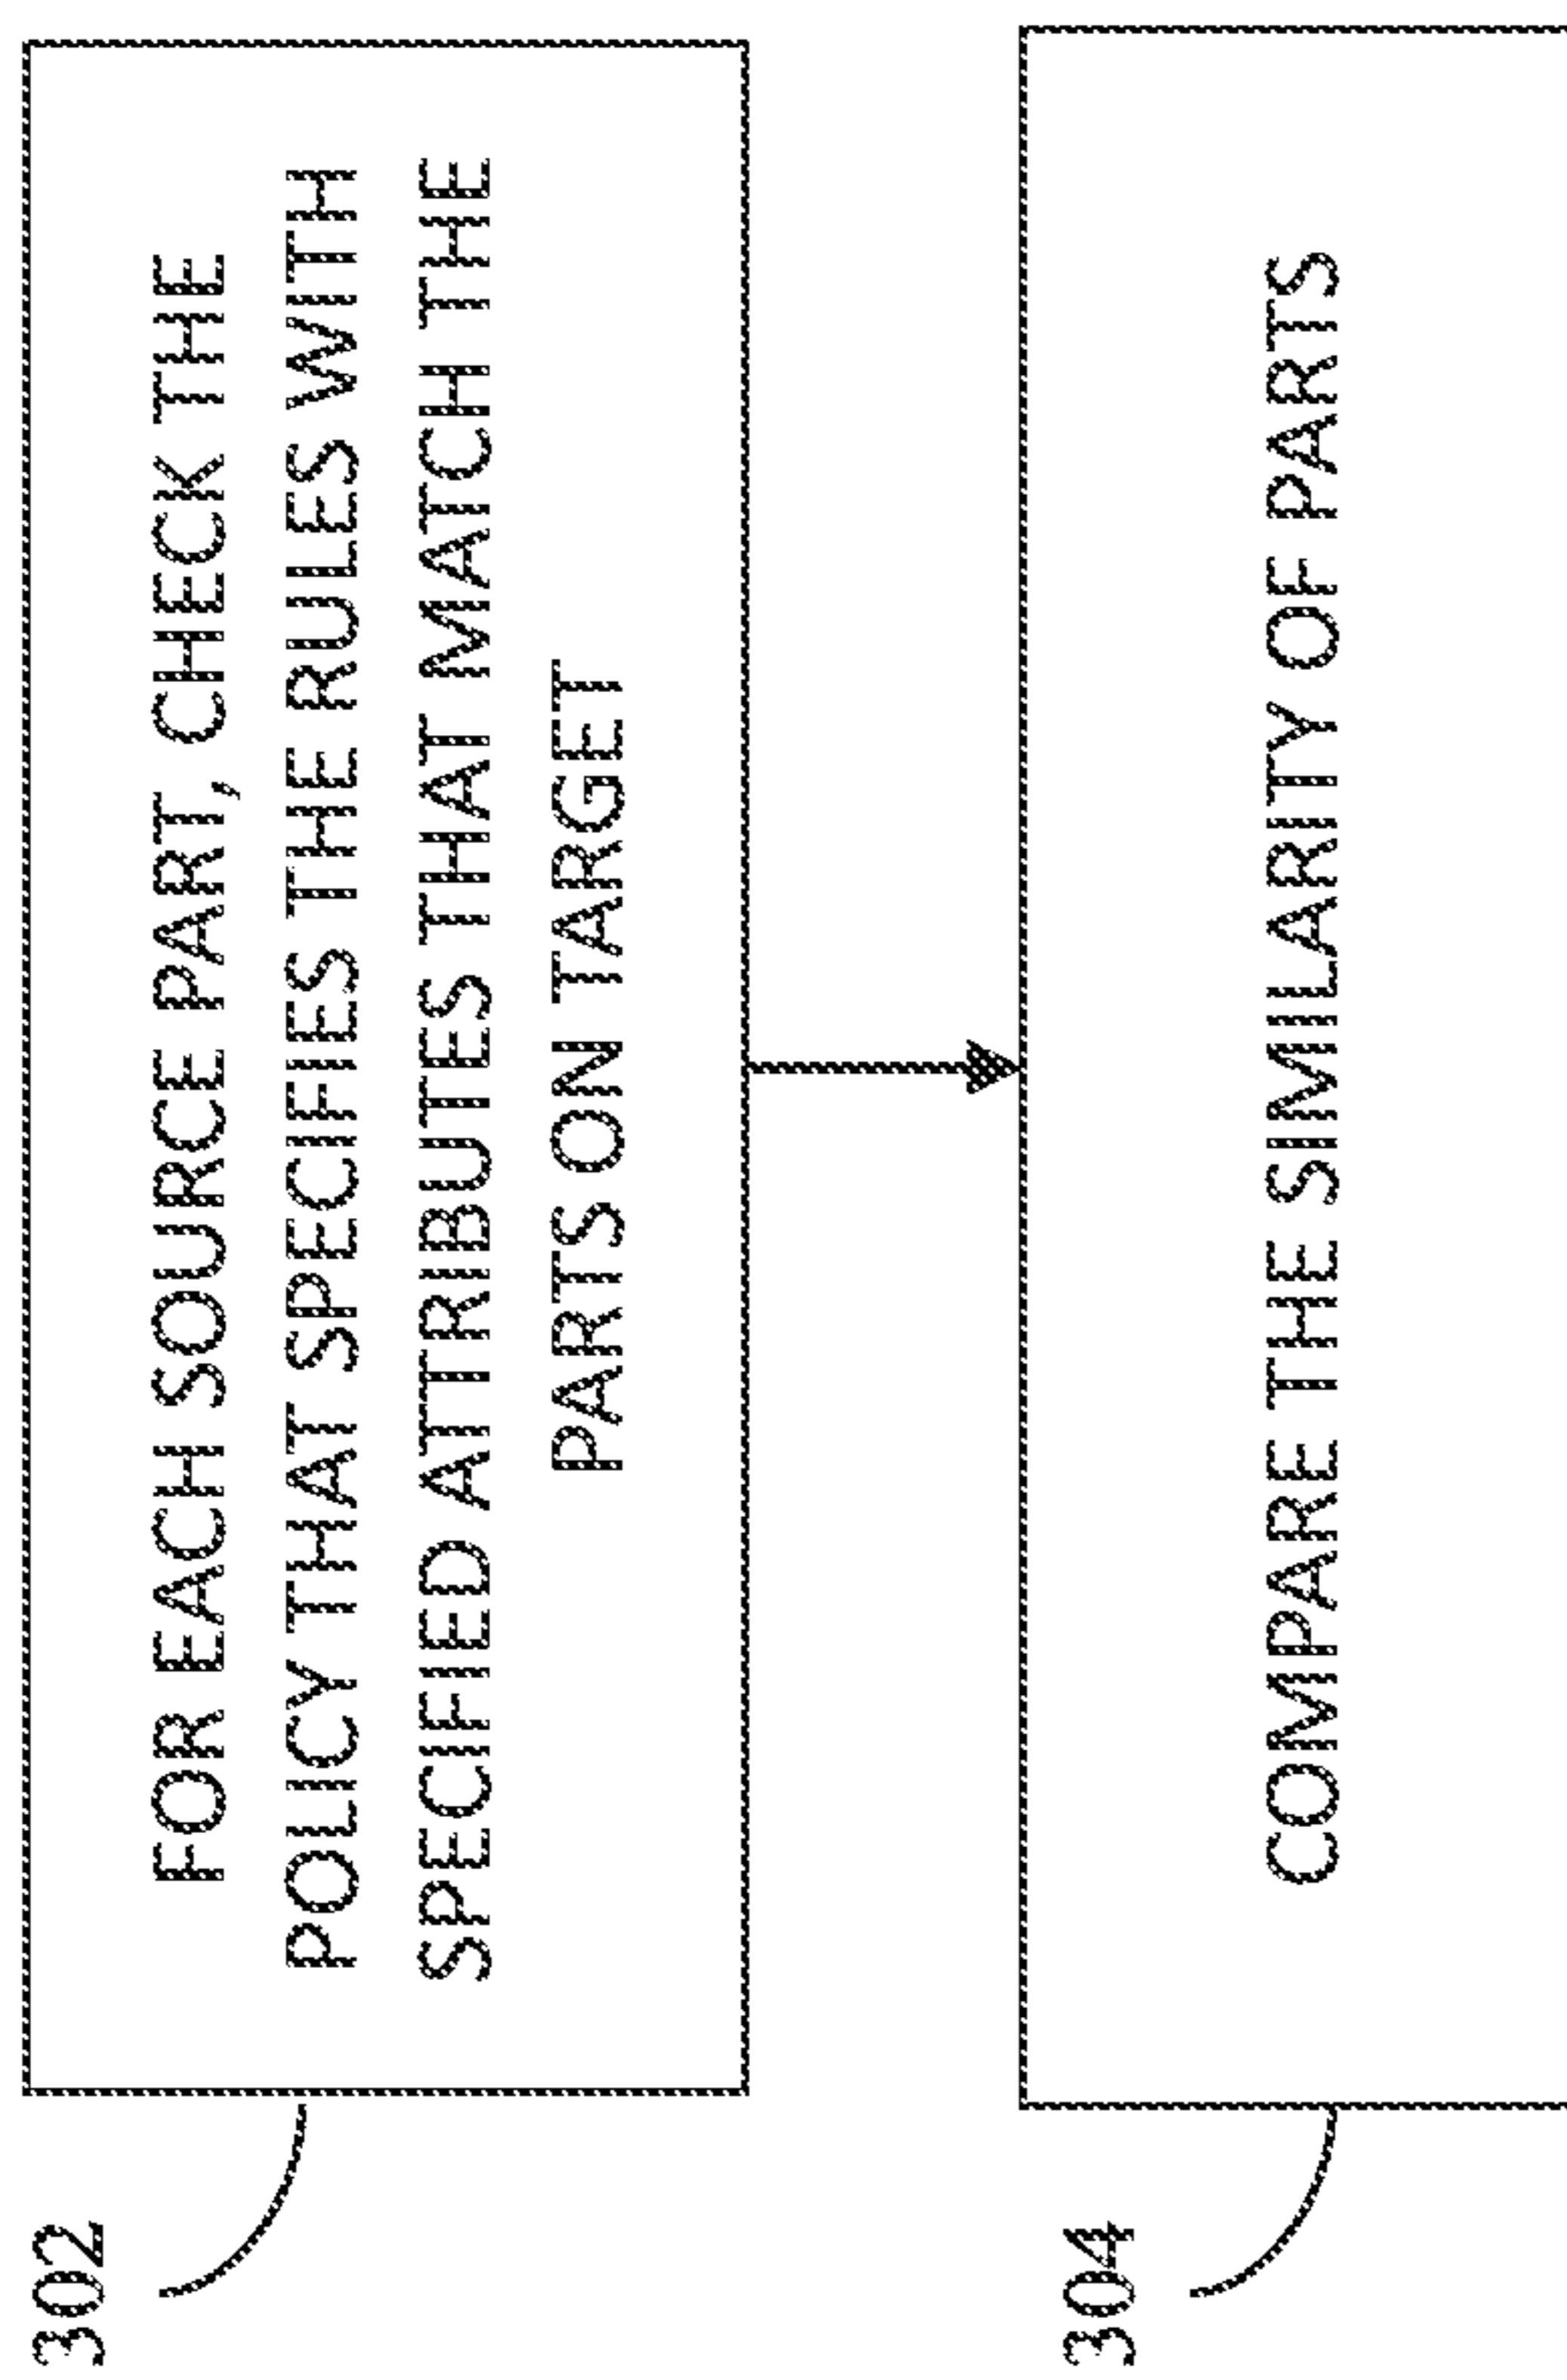 302
FOR EACH SOURCE PART, CHECK THE
POLICY THAT SPECIFIES THE RULES WITH
SPECIFIED ATTRIBUTES THAT MATCH THE
PARTS ON TARGET
304
COMPARE THE SIMILARITY OF PARTS